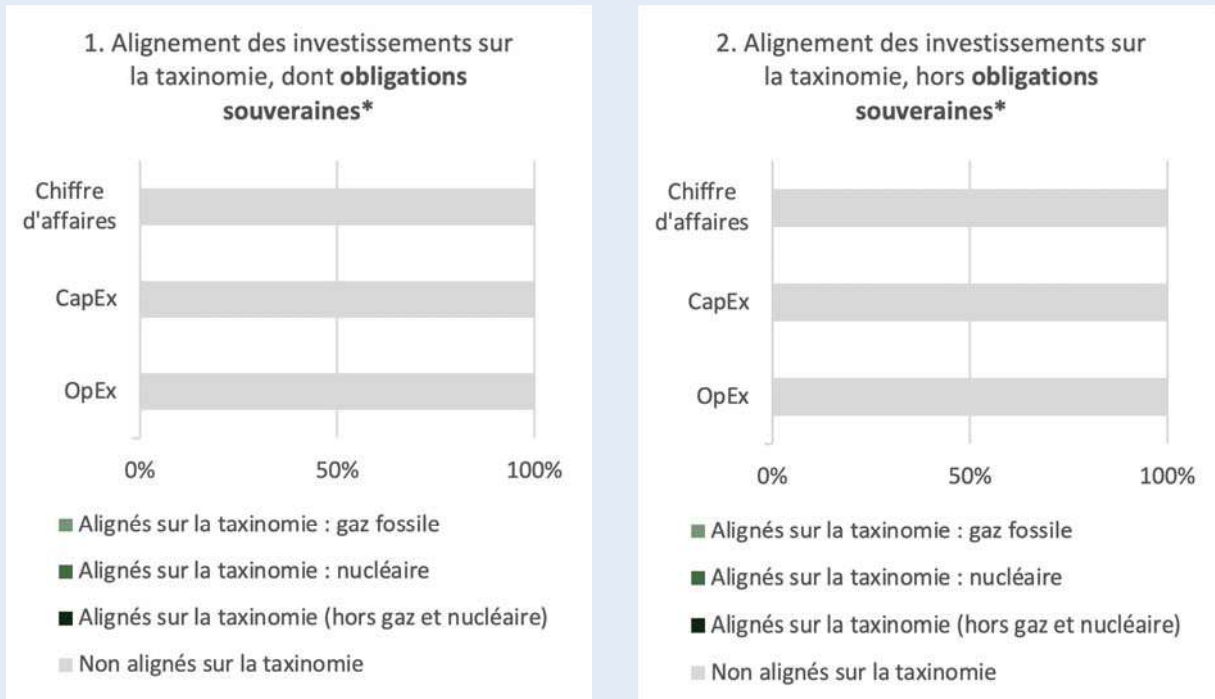 1. Alignement des investissements sur
la taxinomie, dont obligations
souveraines*
Chiffre
d'affaires
CapEx
OpEx
0% 50% 100%
Alignés sur la taxinomie : gaz fossile
Alignés sur la taxinomie : nucléaire
Alignés sur la taxinomie (hors gaz et nucléaire)
Non alignés sur la taxinomie
2. Alignement des investissements sur
la taxinomie, hors obligations
souveraines*
Chiffre
d'affaires
CapEx
OpEx
0% 50% 100%
Alignés sur la taxinomie : gaz fossile
Alignés sur la taxinomie : nucléaire
Alignés sur la taxinomie (hors gaz et nucléaire)
Non alignés sur la taxinomie